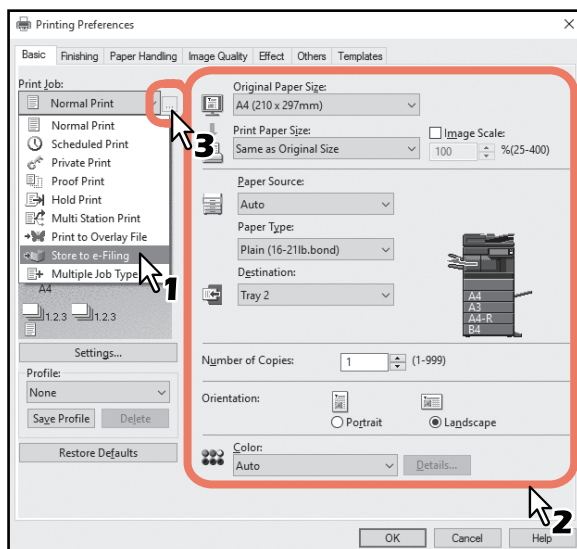 Printing Preferences
Basic Finishing Paper Handling Image Quality Effect Others Templates
Print Job:
Normal Print
...
3
Normal Print
Scheduled Print
Private Print
Proof Print
Hold Print
Multi Station Print
Print to Overlay File
Store to e-Filing
Multiple Job Type
1
A4
1.2.3 1.2.3
Settings...
Profile:
None
Save Profile Delete
Restore Defaults
Original Paper Size:
A4 (210 x 297mm)
Print Paper Size:
Same as Original Size
Image Scale:
100 %(25-400)
Paper Source:
Auto
Paper Type:
Plain (16-21lb.bond)
Destination:
Tray 2
A4
A3
A4-R
B4
Number of Copies: 1 (1-999)
Orientation:
Portrait Landscape
Color:
Auto Details...
2
OK Cancel Help